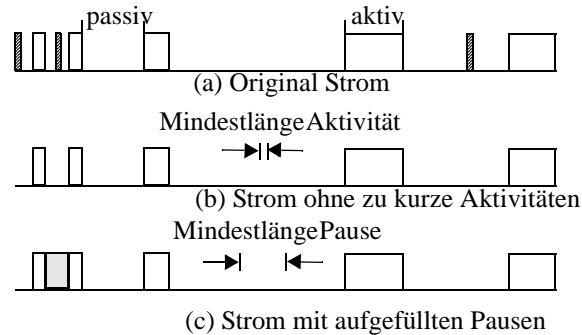 passiv aktiv
(a) Original Strom
MindestlängeAktivität
(b) Strom ohne zu kurze Aktivitäten
MindestlängePause
(c) Strom mit aufgefüllten Pausen